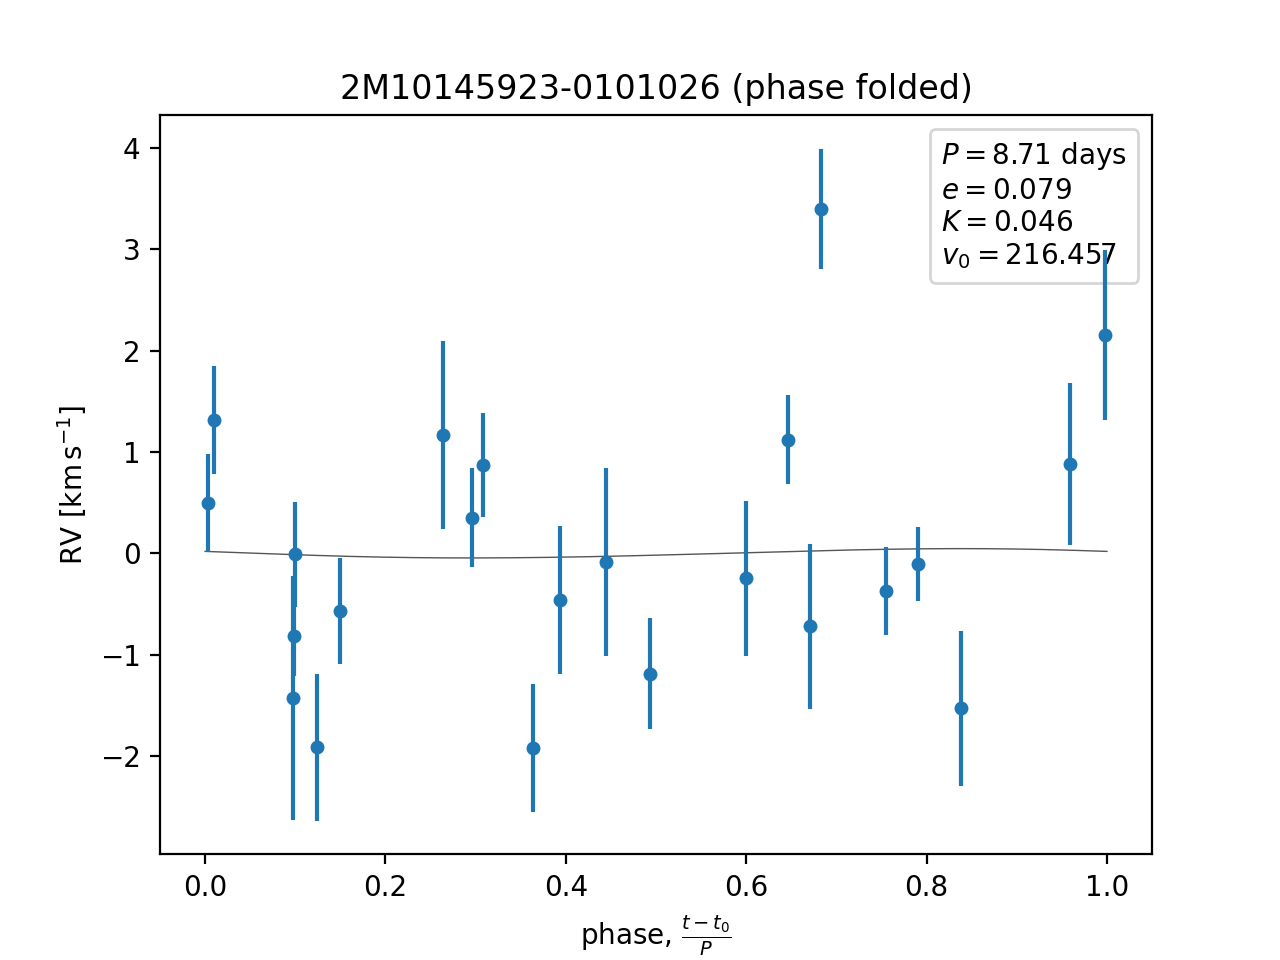 2M10145923-0101026 (phase folded)
P = 8.71 days
e = 0.079
K = 0.046
v₀ = 216.457
4
3
2
1
0
−1
−2
RV [km s⁻¹]
0.0 0.2 0.4 0.6 0.8 1.0
phase, (t − t₀)/P